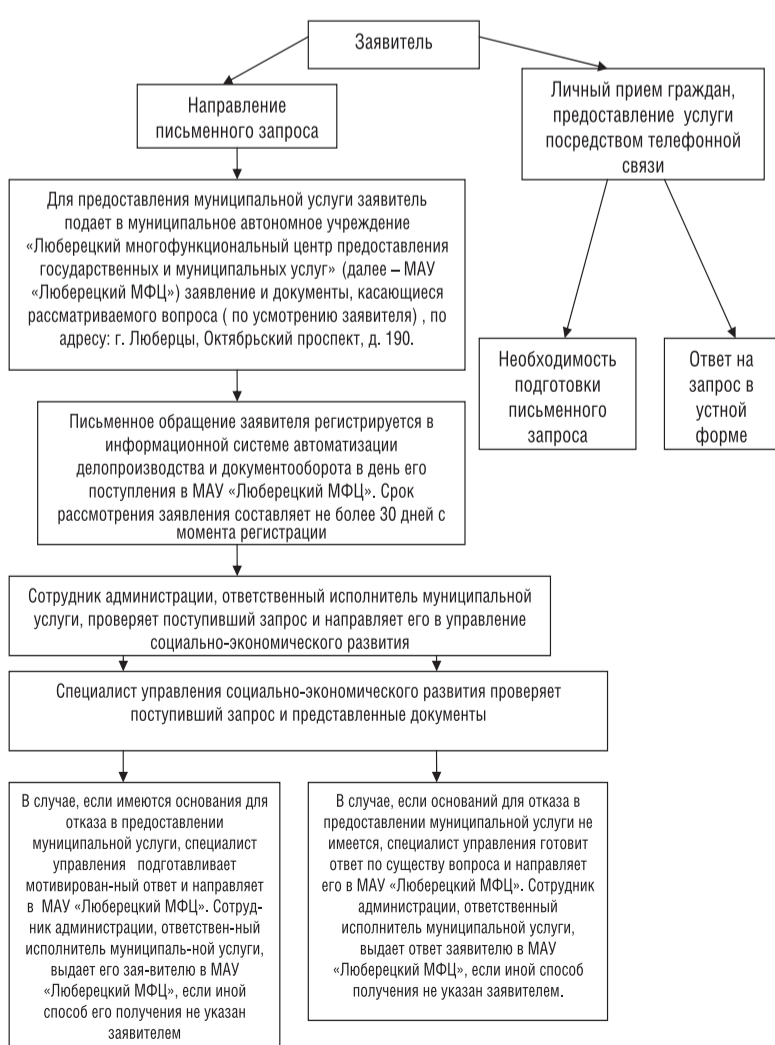 Заявитель
Направление
письменного запроса
Личный прием граждан,
предоставление услуги
посредством телефонной
связи
Для предоставления муниципальной услуги заявитель
подает в муниципальное автономное учреждение
«Люберецкий многофункциональный центр предоставления
государственных и муниципальных услуг» (далее – МАУ
«Люберецкий МФЦ») заявление и документы, касающиеся
рассматриваемого вопроса ( по усмотрению заявителя) , по
адресу: г. Люберцы, Октябрьский проспект, д. 190.
Необходимость
подготовки
письменного
запроса
Ответ на
запрос в
устной
форме
Письменное обращение заявителя регистрируется в
информационной системе автоматизации
делопроизводства и документооборота в день его
поступления в МАУ «Люберецкий МФЦ». Срок
рассмотрения заявления составляет не более 30 дней с
момента регистрации
Сотрудник администрации, ответственный исполнитель муниципальной
услуги, проверяет поступивший запрос и направляет его в управление
социально-экономического развития
Специалист управления социально-экономического развития проверяет
поступивший запрос и представленные документы
В случае, если имеются основания для
отказа в предоставлении
муниципальной услуги, специалист
управления подготавливает
мотивирован-ный ответ и направляет
в МАУ «Люберецкий МФЦ». Сотруд-
ник администрации, ответствен-ный
исполнитель муниципаль-ной услуги,
выдает его зая-вителю в МАУ
«Люберецкий МФЦ», если иной
способ его получения не указан
заявителем
В случае, если оснований для отказа в
предоставлении муниципальной услуги не
имеется, специалист управления готовит
ответ по существу вопроса и направляет
его в МАУ «Люберецкий МФЦ». Сотрудник
администрации, ответственный
исполнитель муниципальной услуги,
выдает ответ заявителю в МАУ
«Люберецкий МФЦ», если иной способ
получения не указан заявителем.